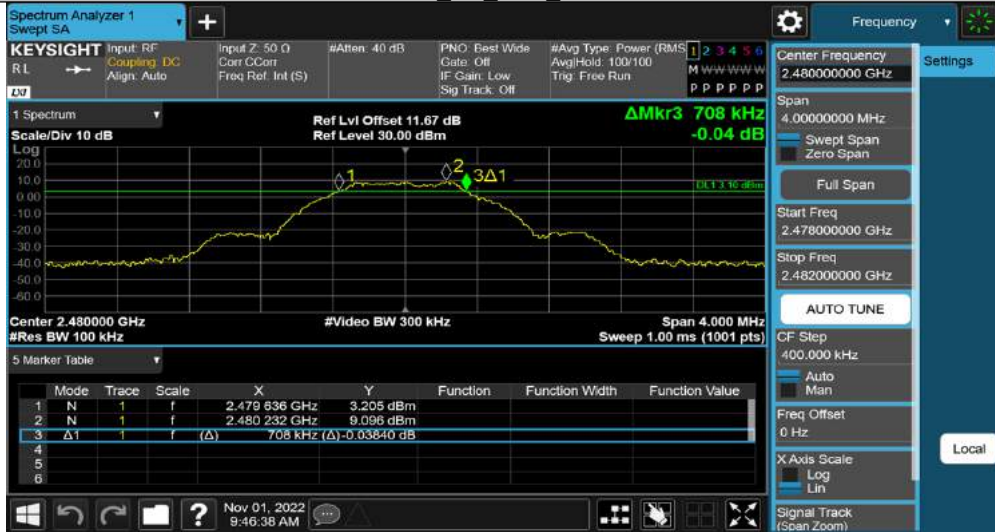 Spectrum Analyzer 1
Swept SA
+
Frequency
KEYSIGHT
RL
LXI
Input: RF
Coupling: DC
Align: Auto
Input Z: 50 Ω
Corr CCorr
Freq Ref: Int (S)
#Atten: 40 dB
PNO: Best Wide
Gate: Off
IF Gain: Low
Sig Track: Off
#Avg Type: Power (RMS
Avg|Hold: 100/100
Trig: Free Run
1 2 3 4 5 6
M W W W W W
P P P P P P
1 Spectrum
Scale/Div 10 dB
Ref Lvl Offset 11.67 dB
Ref Level 30.00 dBm
ΔMkr3 708 kHz
-0.04 dB
Log
20.0
10.0
0.00
-10.0
-20.0
-30.0
-40.0
-50.0
-60.0
1
2
3Δ1
DL1 3.10 dBm
Center 2.480000 GHz
#Res BW 100 kHz
#Video BW 300 kHz
Span 4.000 MHz
Sweep 1.00 ms (1001 pts)
5 Marker Table
Mode Trace Scale X Y Function Function Width Function Value
1 N 1 f 2.479 636 GHz 3.205 dBm
2 N 1 f 2.480 232 GHz 9.096 dBm
3 Δ1 1 f (Δ) 708 kHz (Δ) -0.03840 dB
4
5
6
?
Nov 01, 2022
9:46:38 AM
Center Frequency
2.480000000 GHz
Span
4.00000000 MHz
Swept Span
Zero Span
Full Span
Start Freq
2.478000000 GHz
Stop Freq
2.482000000 GHz
AUTO TUNE
CF Step
400.000 kHz
Auto
Man
Freq Offset
0 Hz
X Axis Scale
Log
Lin
Signal Track
(Span Zoom)
Settings
Local